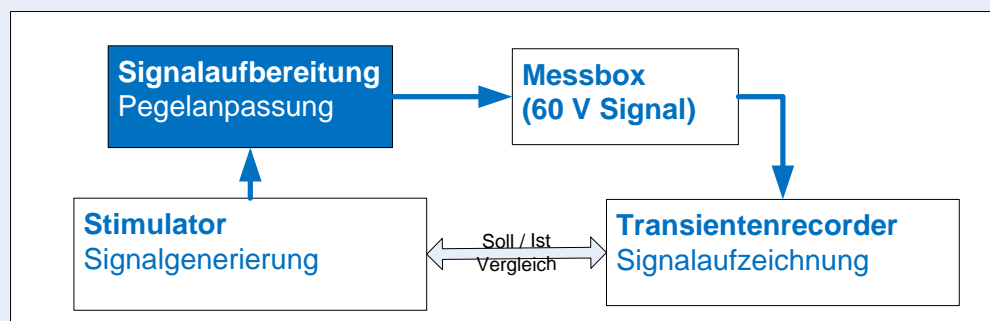 Signalaufbereitung
Pegelanpassung
Messbox
(60 V Signal)
Stimulator
Signalgenerierung
Soll / Ist
Vergleich
Transientenrecorder
Signalaufzeichnung